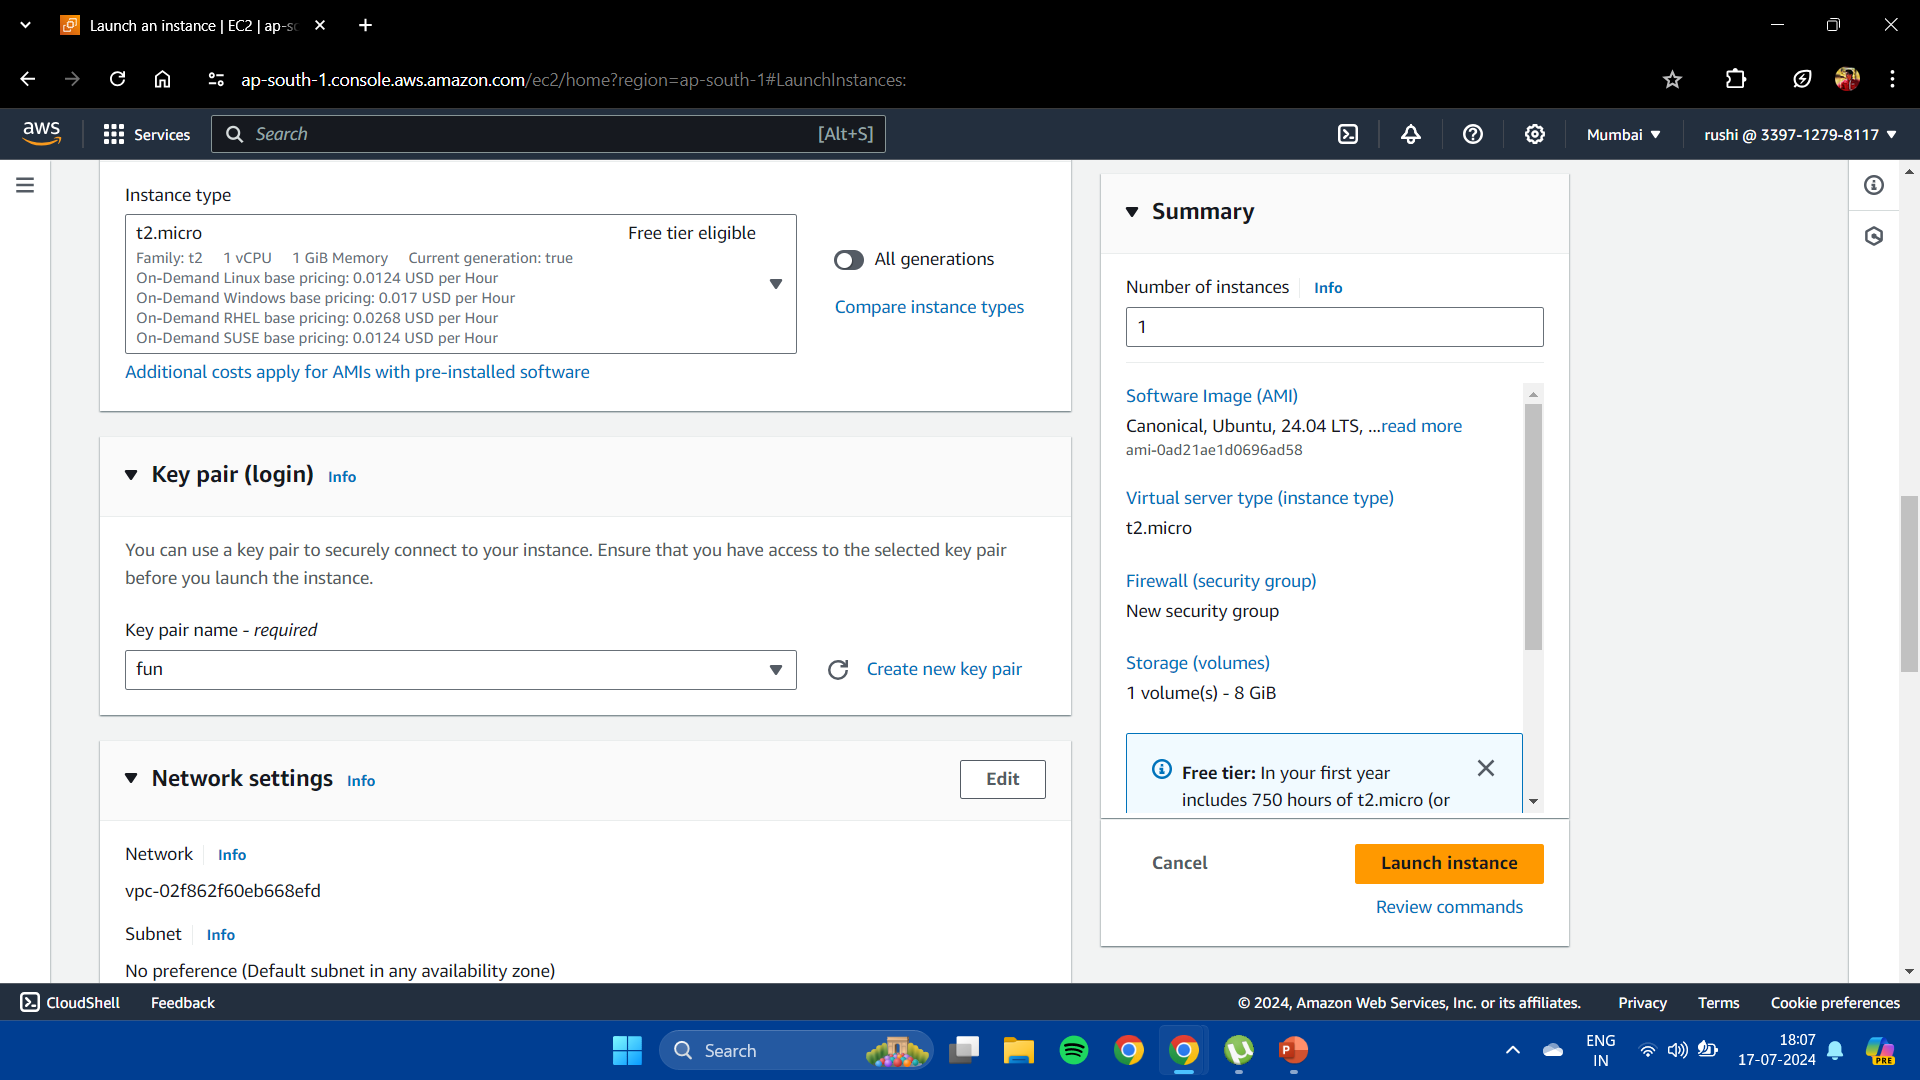 Launch an instance | EC2 | ap-so
ap-south-1.console.aws.amazon.com/ec2/home?region=ap-south-1#LaunchInstances:
aws
Services
Search
[Alt+S]
Mumbai
rushi @ 3397-1279-8117
Instance type
t2.micro
Free tier eligible
Family: t2 1 vCPU 1 GiB Memory Current generation: true
On-Demand Linux base pricing: 0.0124 USD per Hour
On-Demand Windows base pricing: 0.017 USD per Hour
On-Demand RHEL base pricing: 0.0268 USD per Hour
On-Demand SUSE base pricing: 0.0124 USD per Hour
All generations
Compare instance types
Additional costs apply for AMIs with pre-installed software
Key pair (login) Info
You can use a key pair to securely connect to your instance. Ensure that you have access to the selected key pair
before you launch the instance.
Key pair name - required
fun
Create new key pair
Network settings Info
Edit
Network Info
vpc-02f862f60eb668efd
Subnet Info
No preference (Default subnet in any availability zone)
Summary
Number of instances Info
1
Software Image (AMI)
Canonical, Ubuntu, 24.04 LTS, ...read more
ami-0ad21ae1d0696ad58
Virtual server type (instance type)
t2.micro
Firewall (security group)
New security group
Storage (volumes)
1 volume(s) - 8 GiB
Free tier: In your first year
includes 750 hours of t2.micro (or
Cancel
Launch instance
Review commands
CloudShell
Feedback
© 2024, Amazon Web Services, Inc. or its affiliates.
Privacy
Terms
Cookie preferences
Search
ENG
IN
18:07
17-07-2024
PRE